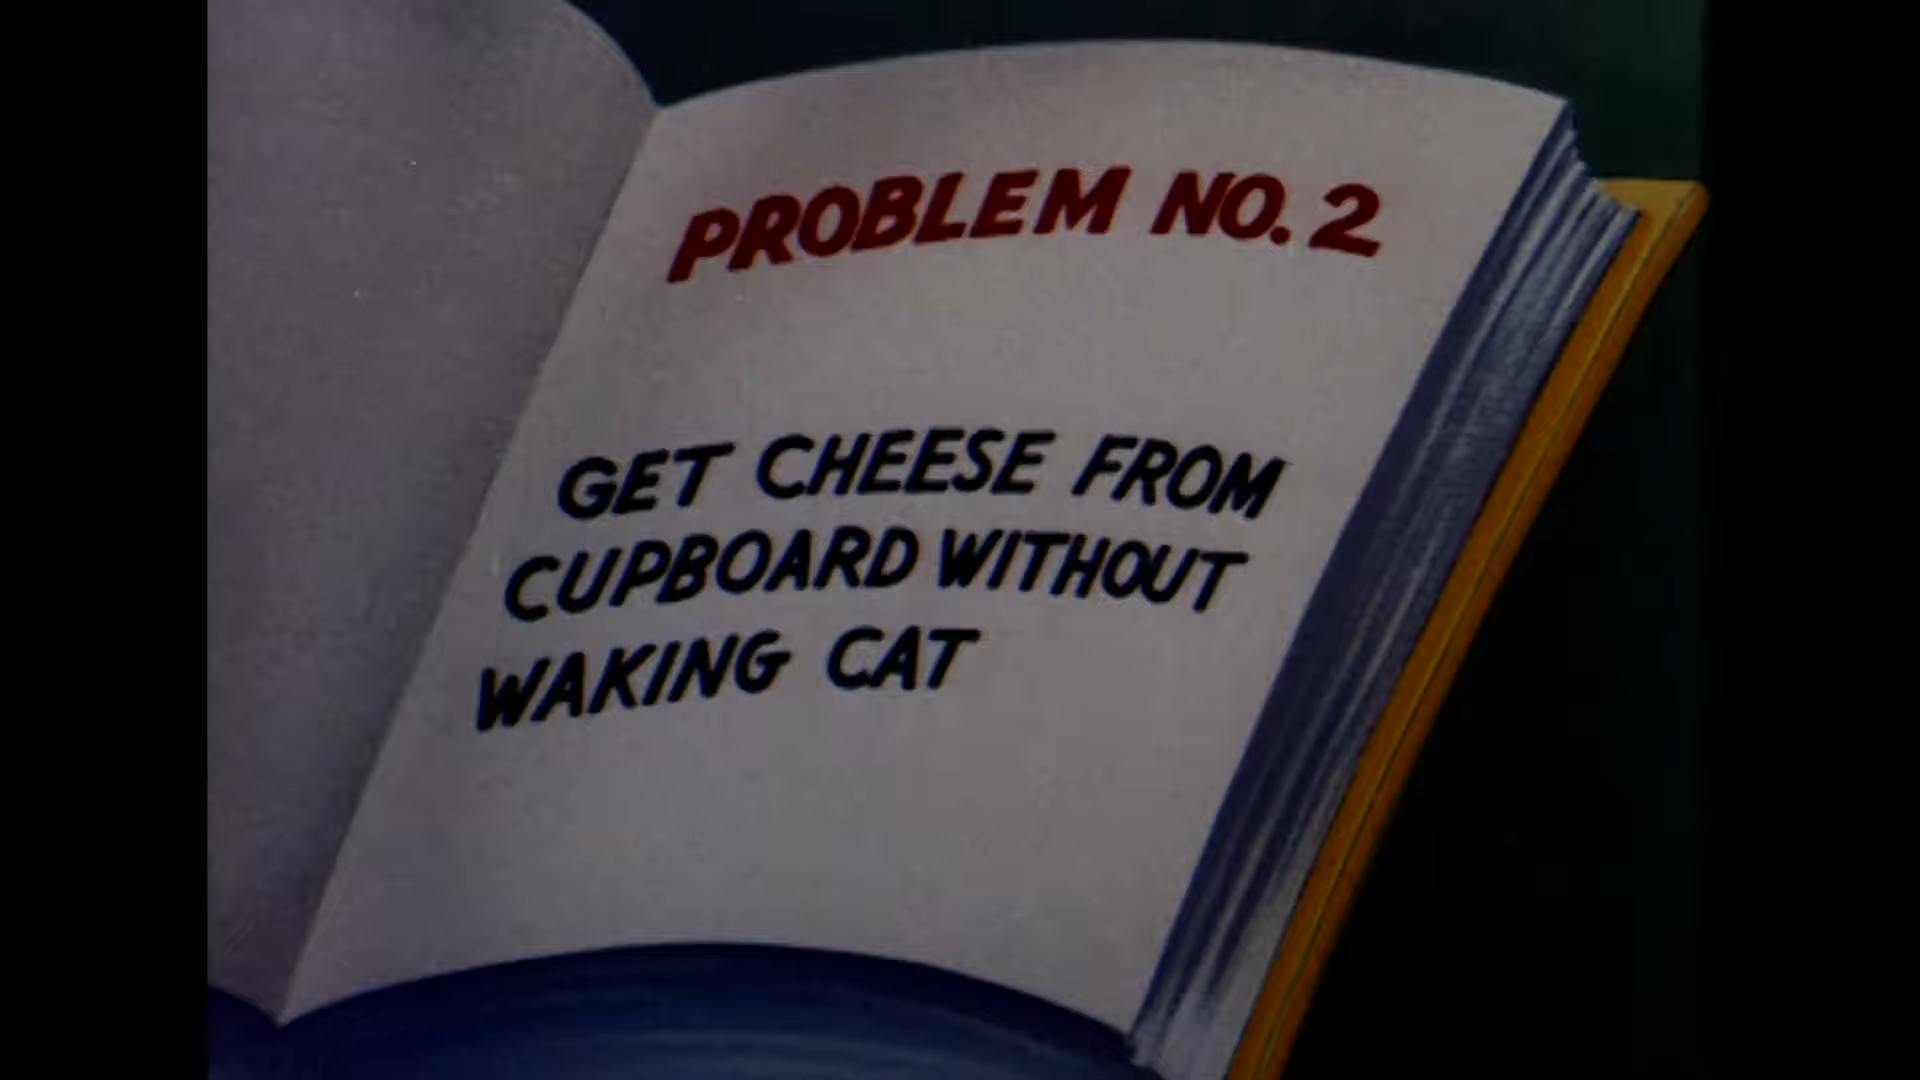 PROBLEM NO. 2
GET CHEESE FROM
CUPBOARD WITHOUT
WAKING CAT